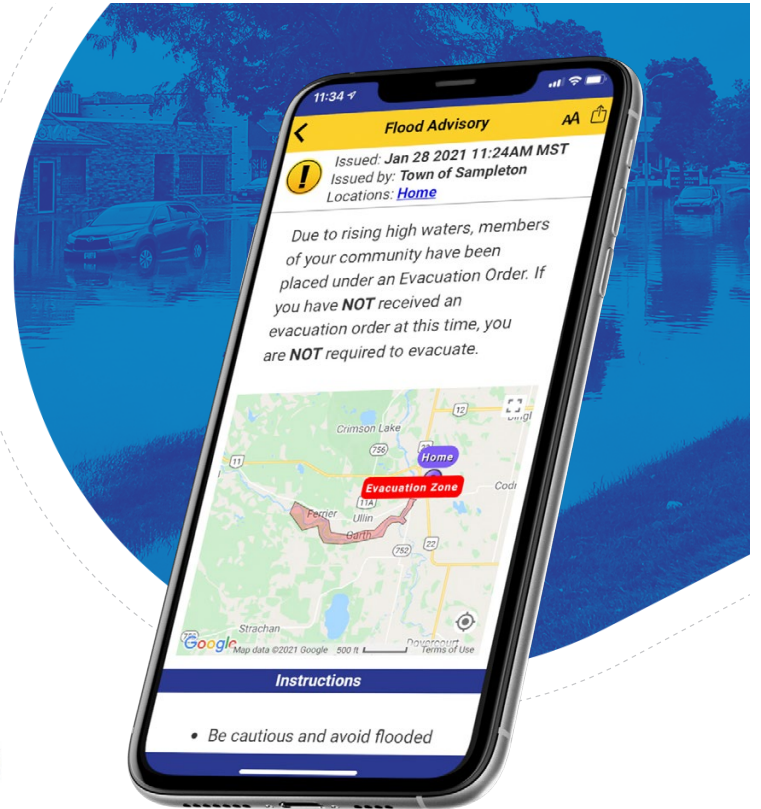 11:34
Flood Advisory
AA
!
Issued: Jan 28 2021 11:24AM MST
Issued by: Town of Sampleton
Locations: Home
Due to rising high waters, members
of your community have been
placed under an Evacuation Order. If
you have NOT received an
evacuation order at this time, you
are NOT required to evacuate.
12
Crimson Lake
756
Home
11
Evacuation Zone
11A
Ferrier
Ullin
Garth
752
22
Strachan
Google
Map data ©2021 Google
500 ft
Terms of Use
Instructions
• Be cautious and avoid flooded